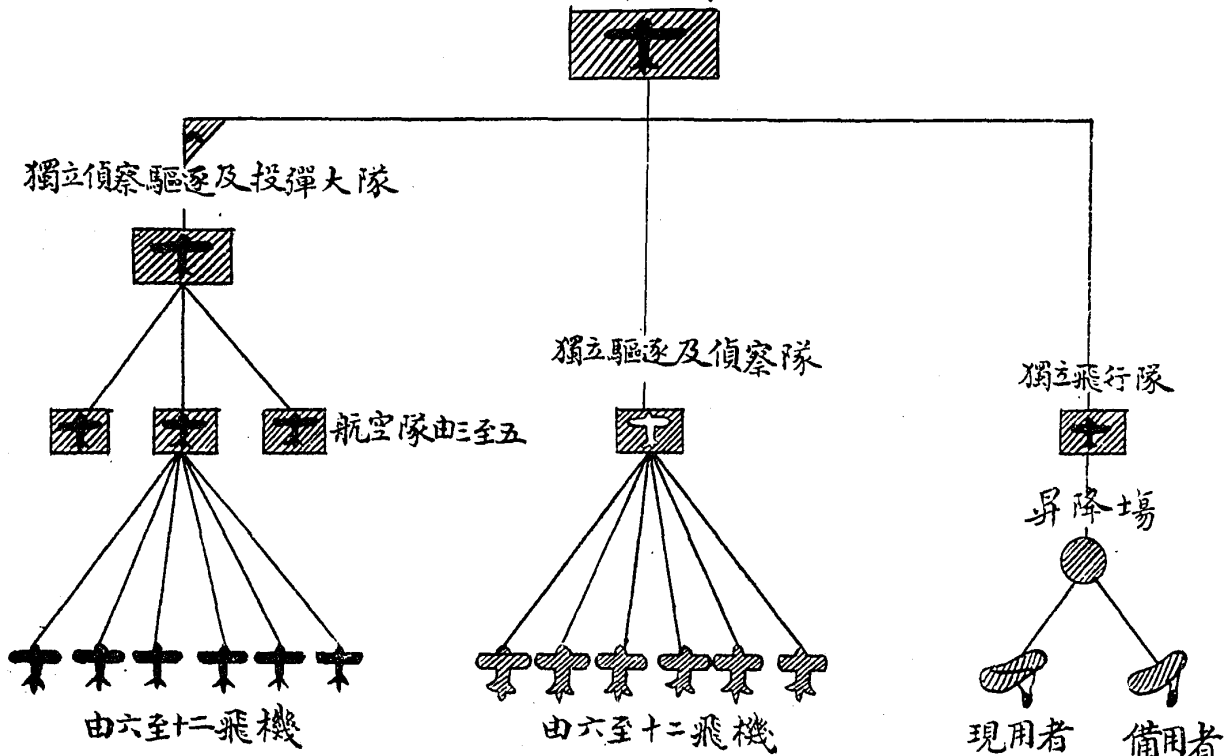 獨立偵察驅逐及投彈大隊
獨立驅逐及偵察隊
獨立飛行隊
航空隊由三至五
昇降場
由六至十二飛機
由六至十二飛機
現用者
備用者